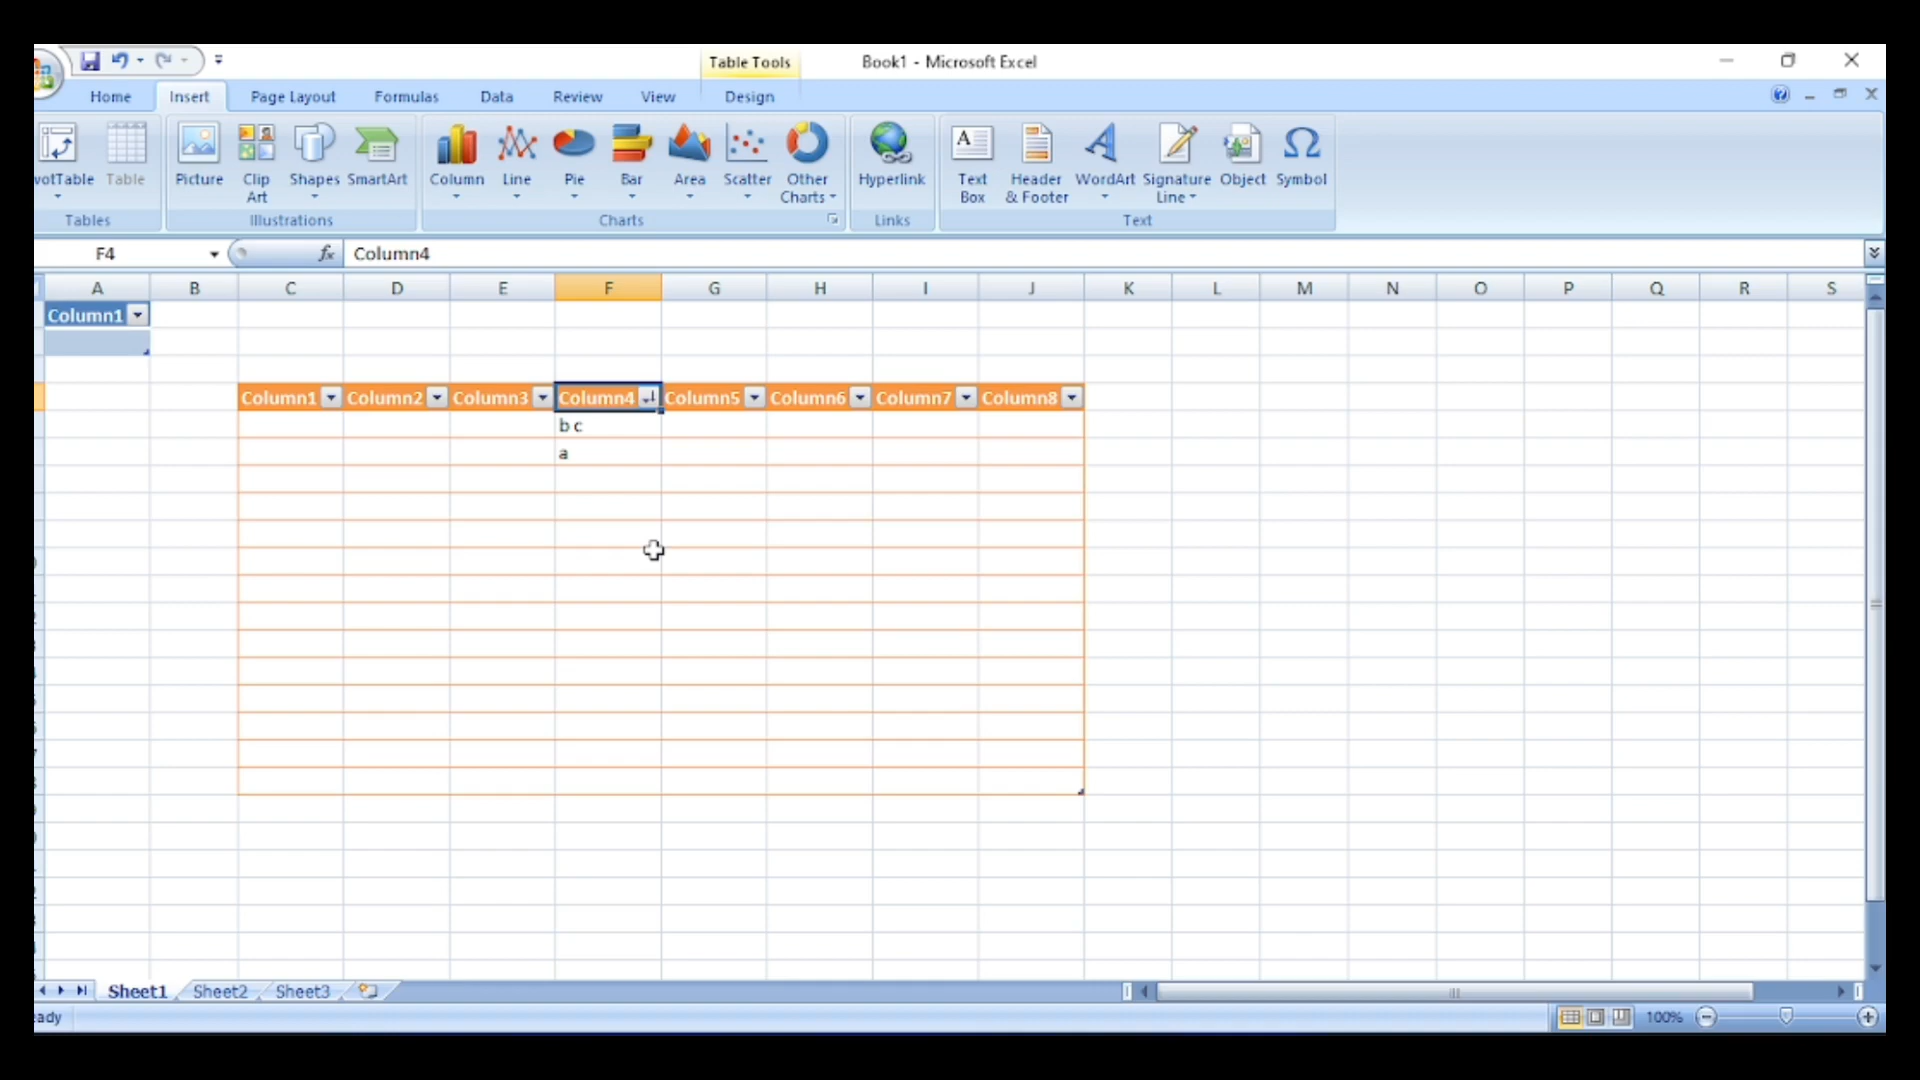 Table Tools Book1 - Microsoft Excel
Home Insert Page Layout Formulas Data Review View Design
Table Picture Clip Art Shapes SmartArt Column Line Pie Bar Area Scatter Other Charts Hyperlink Text Box Header & Footer WordArt Signature Line Object Symbol
Tables Illustrations Charts Links Text
F4 fx Column4
A B C D E F G H I J K L M N O P Q R S
Column1
Column1 Column2 Column3 Column4 Column5 Column6 Column7 Column8
b c
a
Sheet1 Sheet2 Sheet3
100%